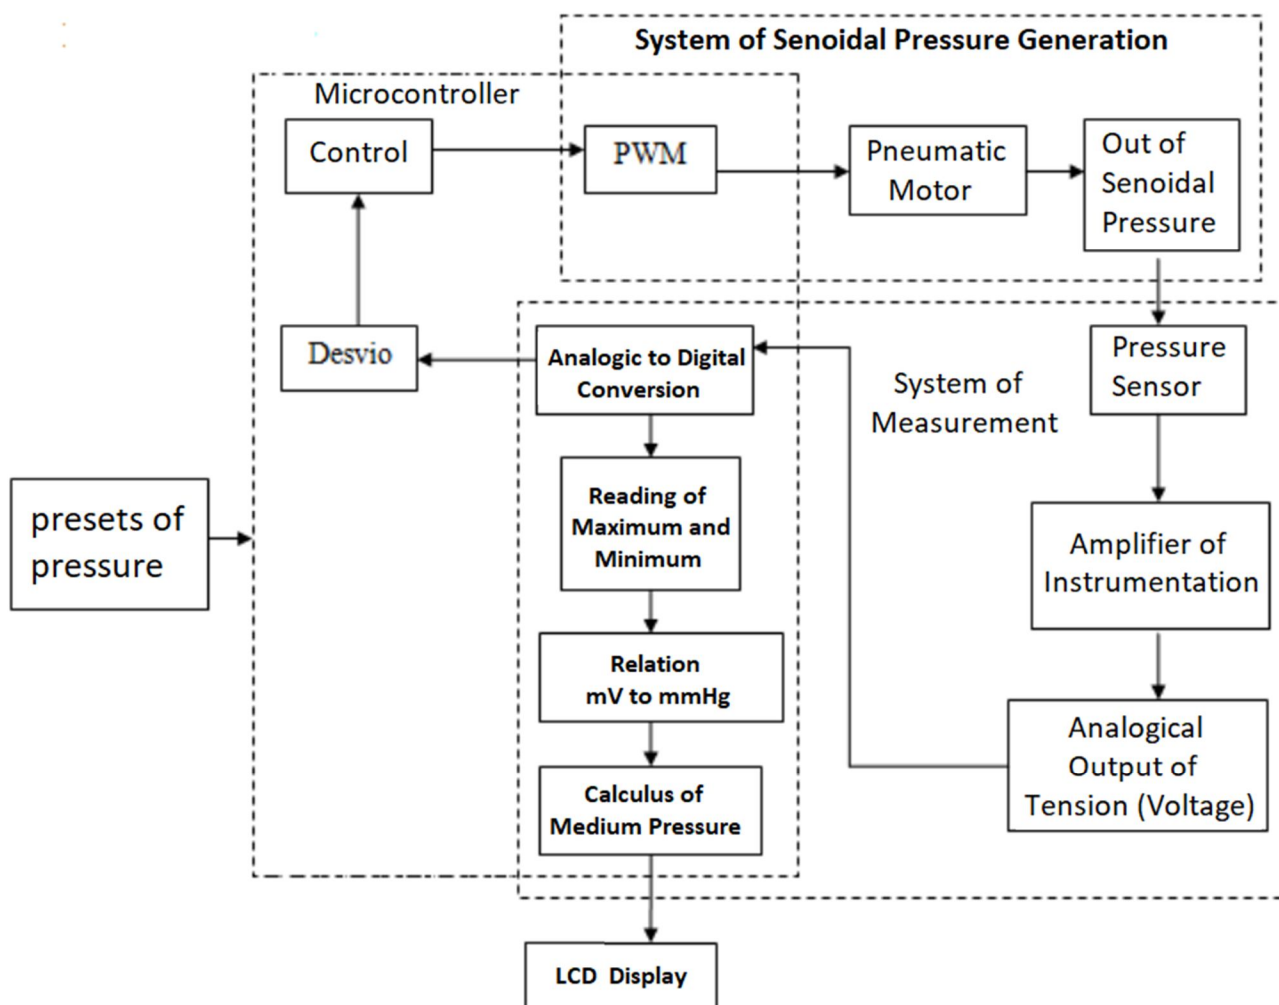 System of Senoidal Pressure Generation
Microcontroller
Control
PWM
Pneumatic
Motor
Out of
Senoidal
Pressure
Desvio
Analogic to Digital
Conversion
System of
Measurement
Pressure
Sensor
presets of
pressure
Reading of
Maximum and
Minimum
Amplifier of
Instrumentation
Relation
mV to mmHg
Analogical
Output of
Tension (Voltage)
Calculus of
Medium Pressure
LCD Display